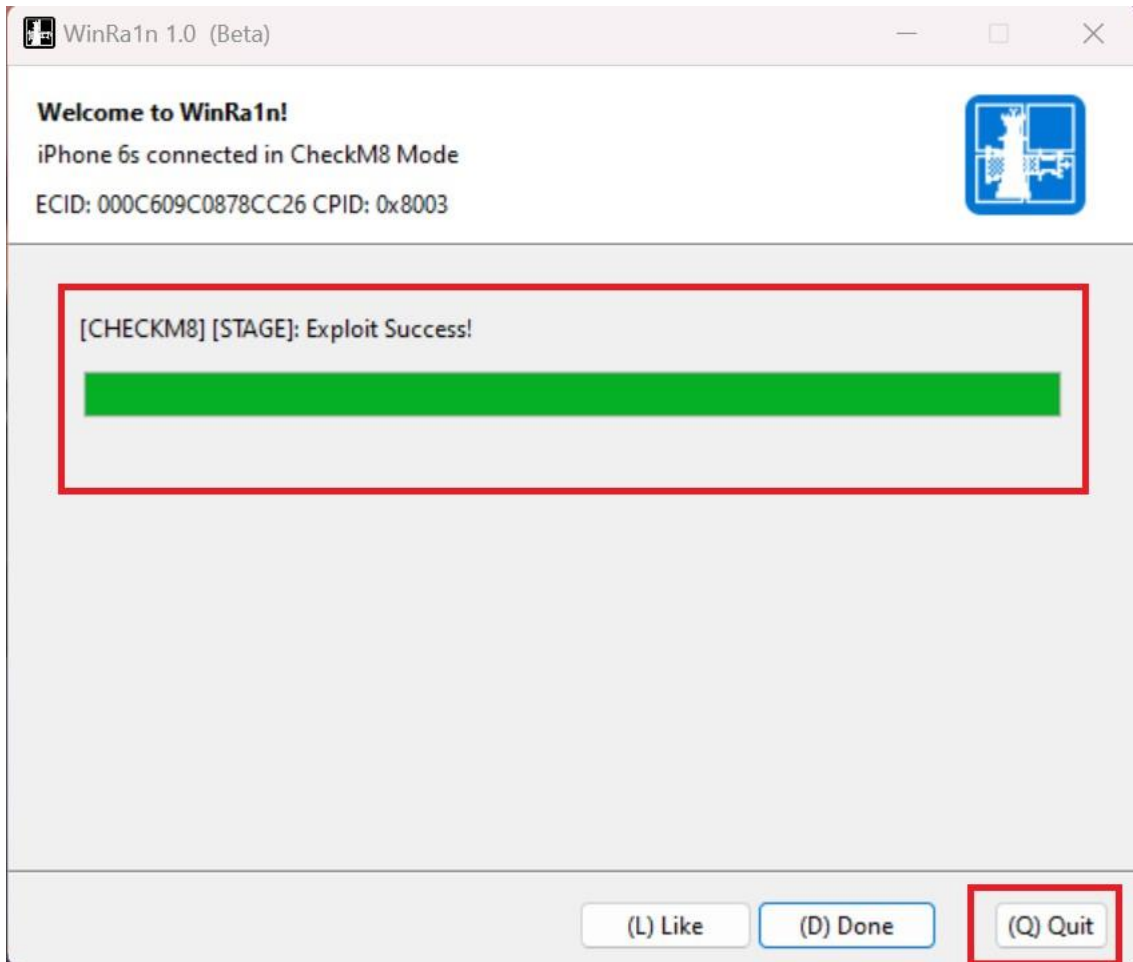 WinRa1n 1.0 (Beta)
Welcome to WinRa1n!
iPhone 6s connected in CheckM8 Mode
ECID: 000C609C0878CC26 CPID: 0x8003
[CHECKM8] [STAGE]: Exploit Success!
(L) Like (D) Done (Q) Quit